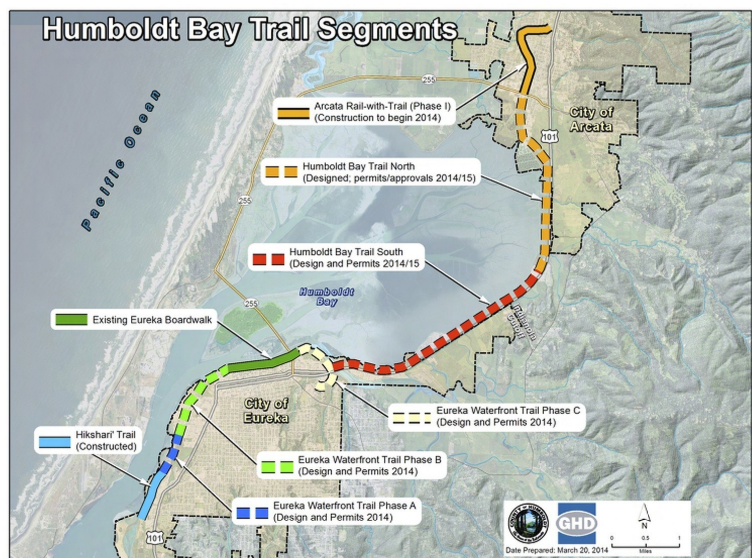 Humboldt Bay Trail Segments
Pacific Ocean
255
Arcata Rail-with-Trail (Phase I)
(Construction to begin 2014)
City of
Arcata
101
Humboldt Bay Trail North
(Designed; permits/approvals 2014/15)
255
Humboldt Bay Trail South
(Design and Permits 2014/15
Humboldt
Bay
255
Existing Eureka Boardwalk
City of
Eureka
Eureka Waterfront Trail Phase C
(Design and Permits 2014)
Hikshari' Trail
(Constructed)
Eureka Waterfront Trail Phase B
(Design and Permits 2014)
Eureka Waterfront Trail Phase A
(Design and Permits 2014)
101
GHD
N
0 0.5 1
Miles
Date Prepared: March 20, 2014